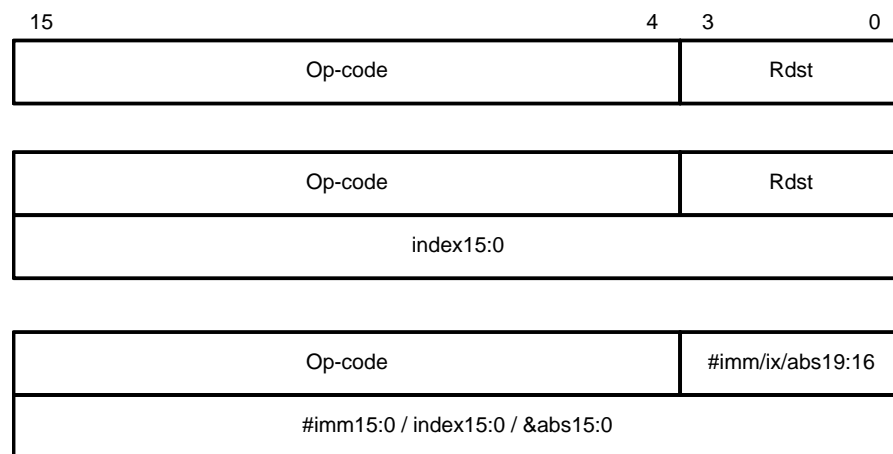 15 4 3 0
Op-code Rdst
Op-code Rdst
index15:0
Op-code #imm/ix/abs19:16
#imm15:0 / index15:0 / &abs15:0